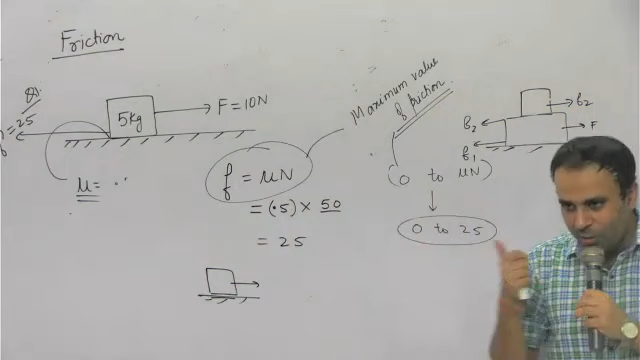 Friction
Q1
= 25
5kg
F = 10N
μ = .
f = μN
= (.5) × 50
= 25
Maximum value
of friction
(0 to μN)
0 to 25
f₂
f₂
F
f₁